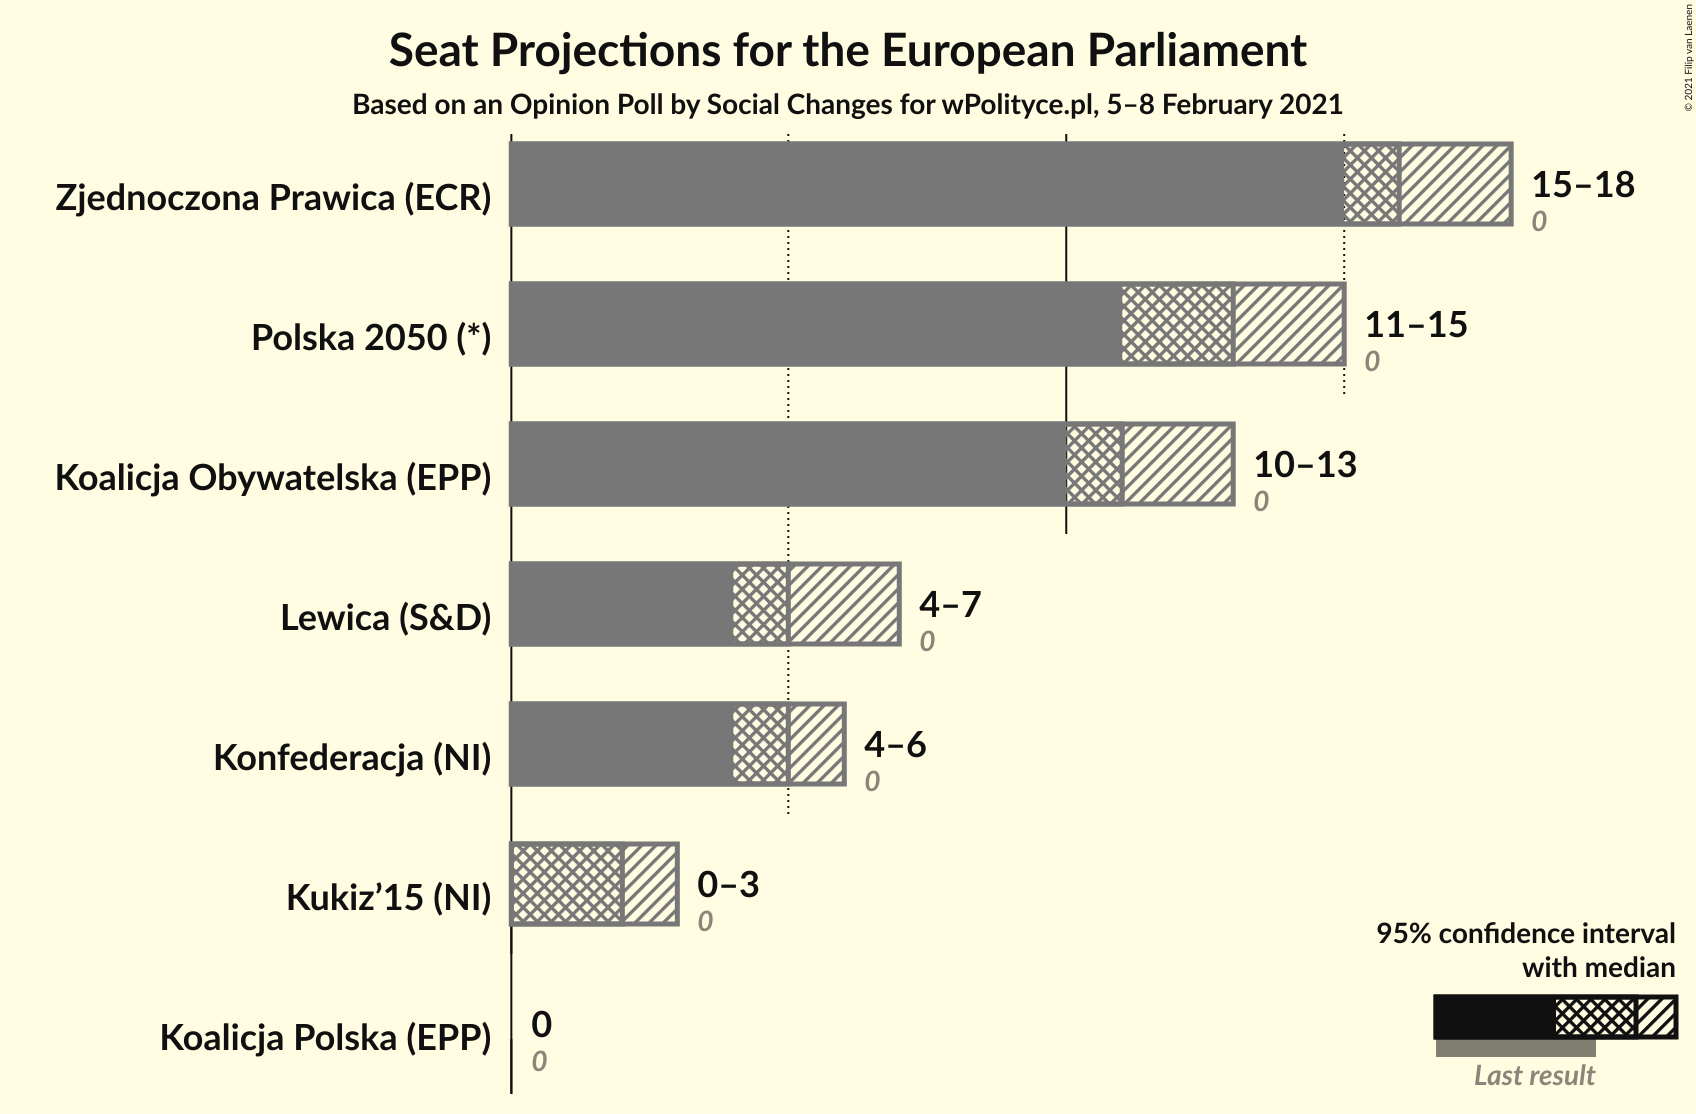 Seat Projections for the European Parliament
Based on an Opinion Poll by Social Changes for wPolityce.pl, 5–8 February 2021
© 2021 Filip van Laenen
Zjednoczona Prawica (ECR)
15–18
0
Polska 2050 (*)
11–15
0
Koalicja Obywatelska (EPP)
10–13
0
Lewica (S&D)
4–7
0
Konfederacja (NI)
4–6
0
Kukiz’15 (NI)
0–3
0
Koalicja Polska (EPP)
0
0
95% confidence interval
with median
Last result